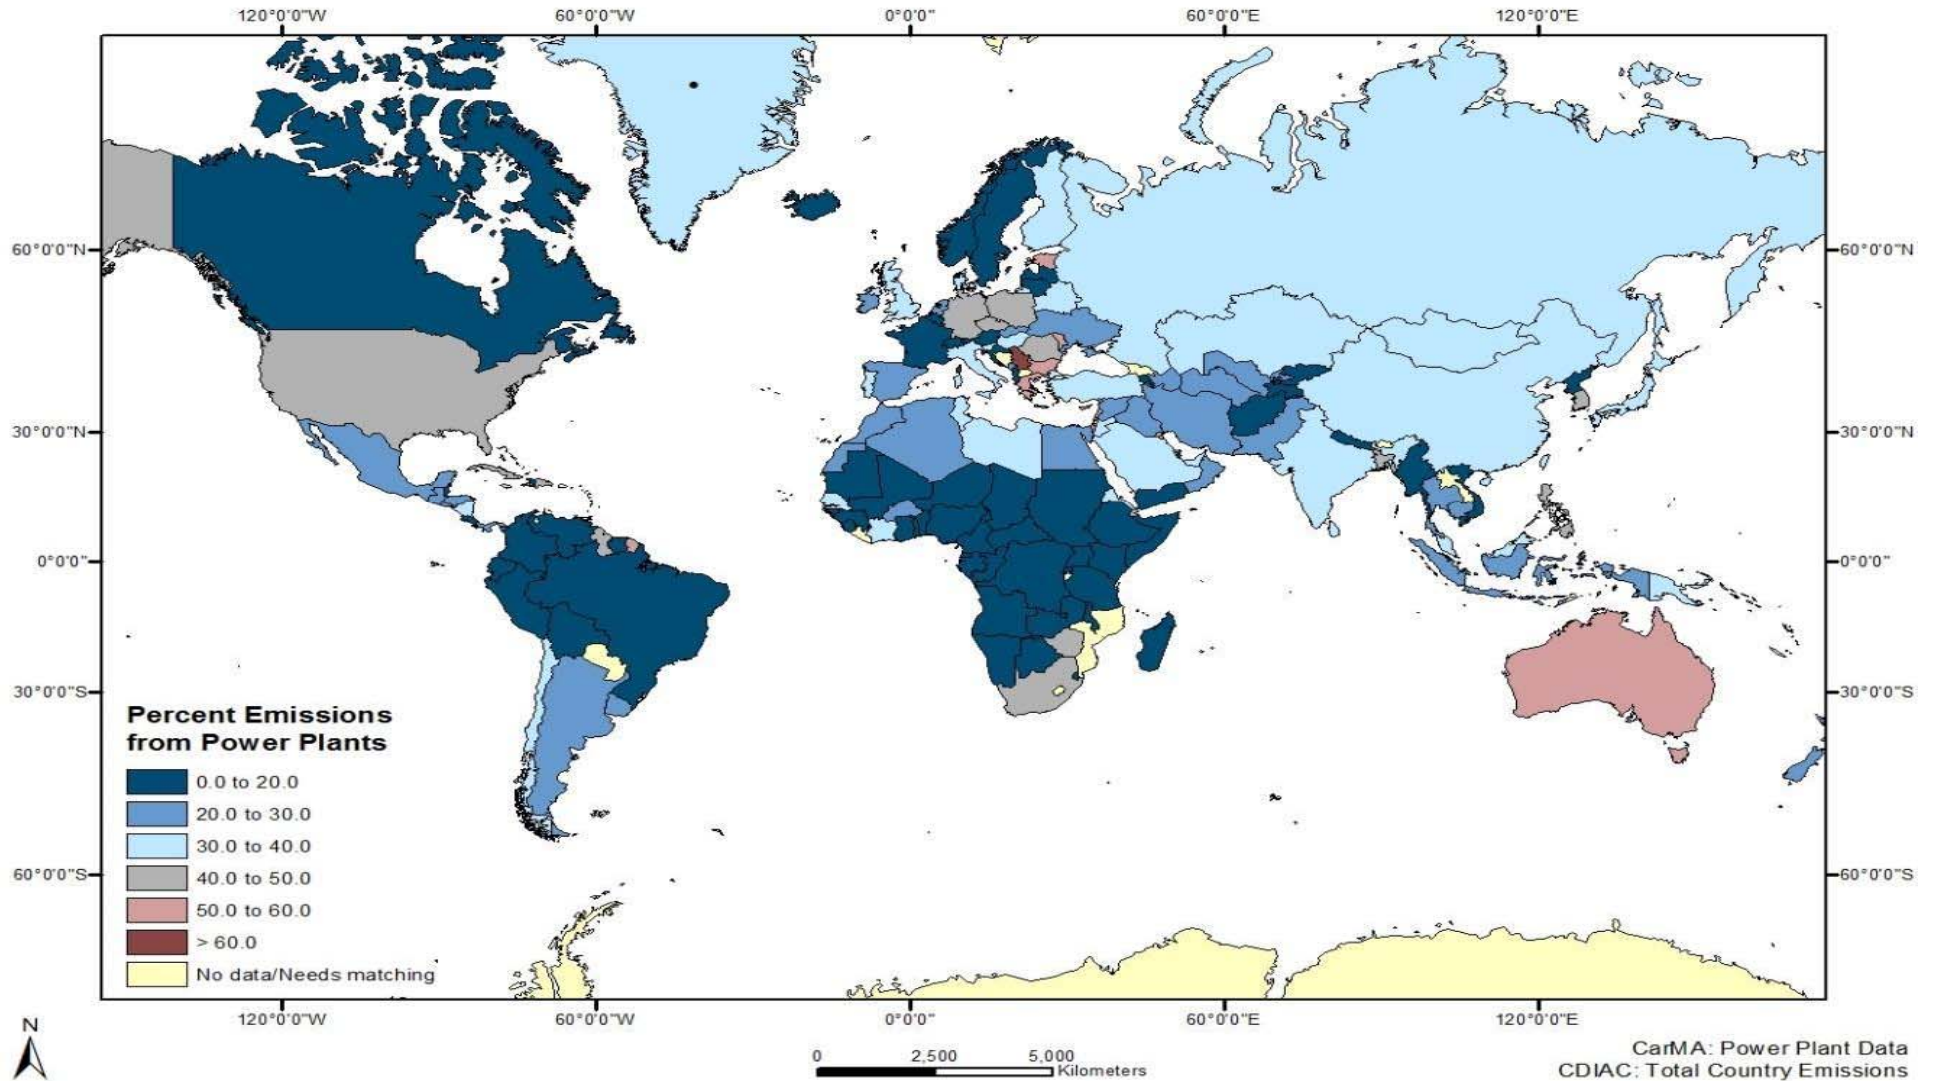 120°0'0"W 60°0'0"W 0°0'0" 60°0'0"E 120°0'0"E
60°0'0"N 60°0'0"N
30°0'0"N 30°0'0"N
0°0'0" 0°0'0"
30°0'0"S 30°0'0"S
Percent Emissions
from Power Plants
0.0 to 20.0
20.0 to 30.0
30.0 to 40.0
40.0 to 50.0
60°0'0"S 60°0'0"S
50.0 to 60.0
> 60.0
No data/Needs matching
120°0'0"W 60°0'0"W 0°0'0" 60°0'0"E 120°0'0"E
N
0 2,500 5,000
Kilometers
CarMA: Power Plant Data
CDIAC: Total Country Emissions